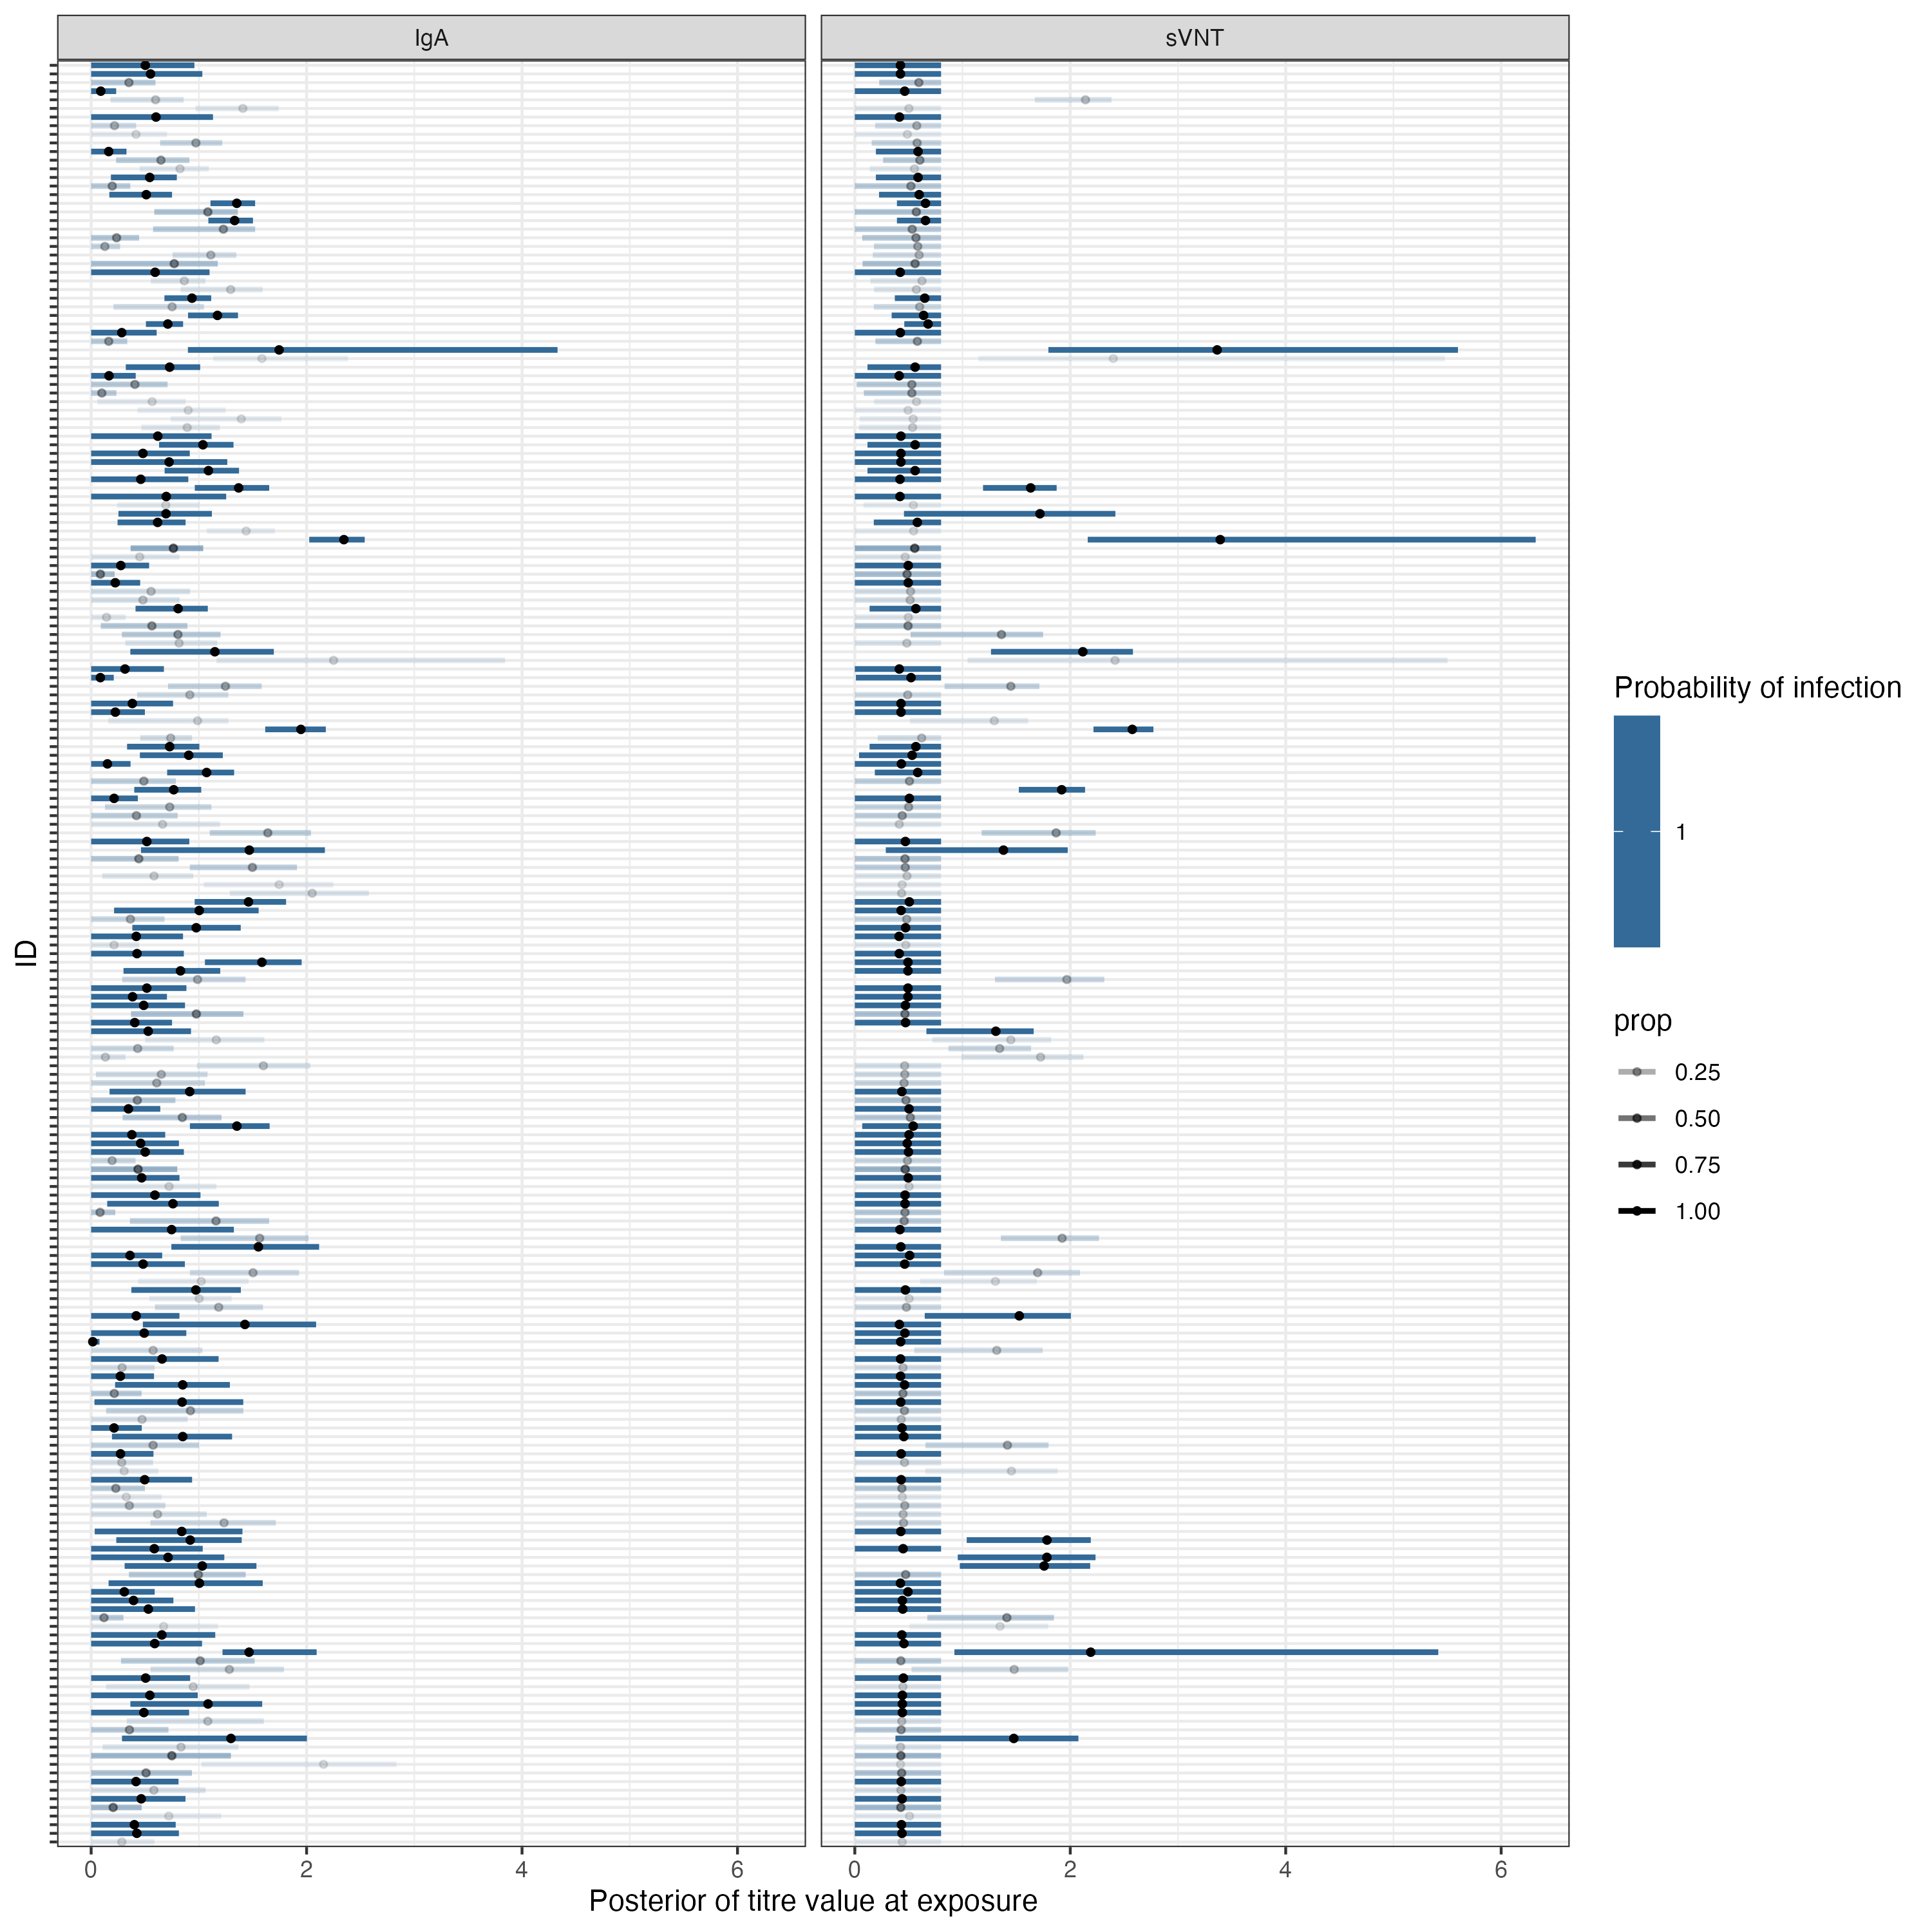 IgA
sVNT
ID
0
2
4
6
0
2
4
6
Posterior of titre value at exposure
Probability of infection
1
prop
0.25
0.50
0.75
1.00